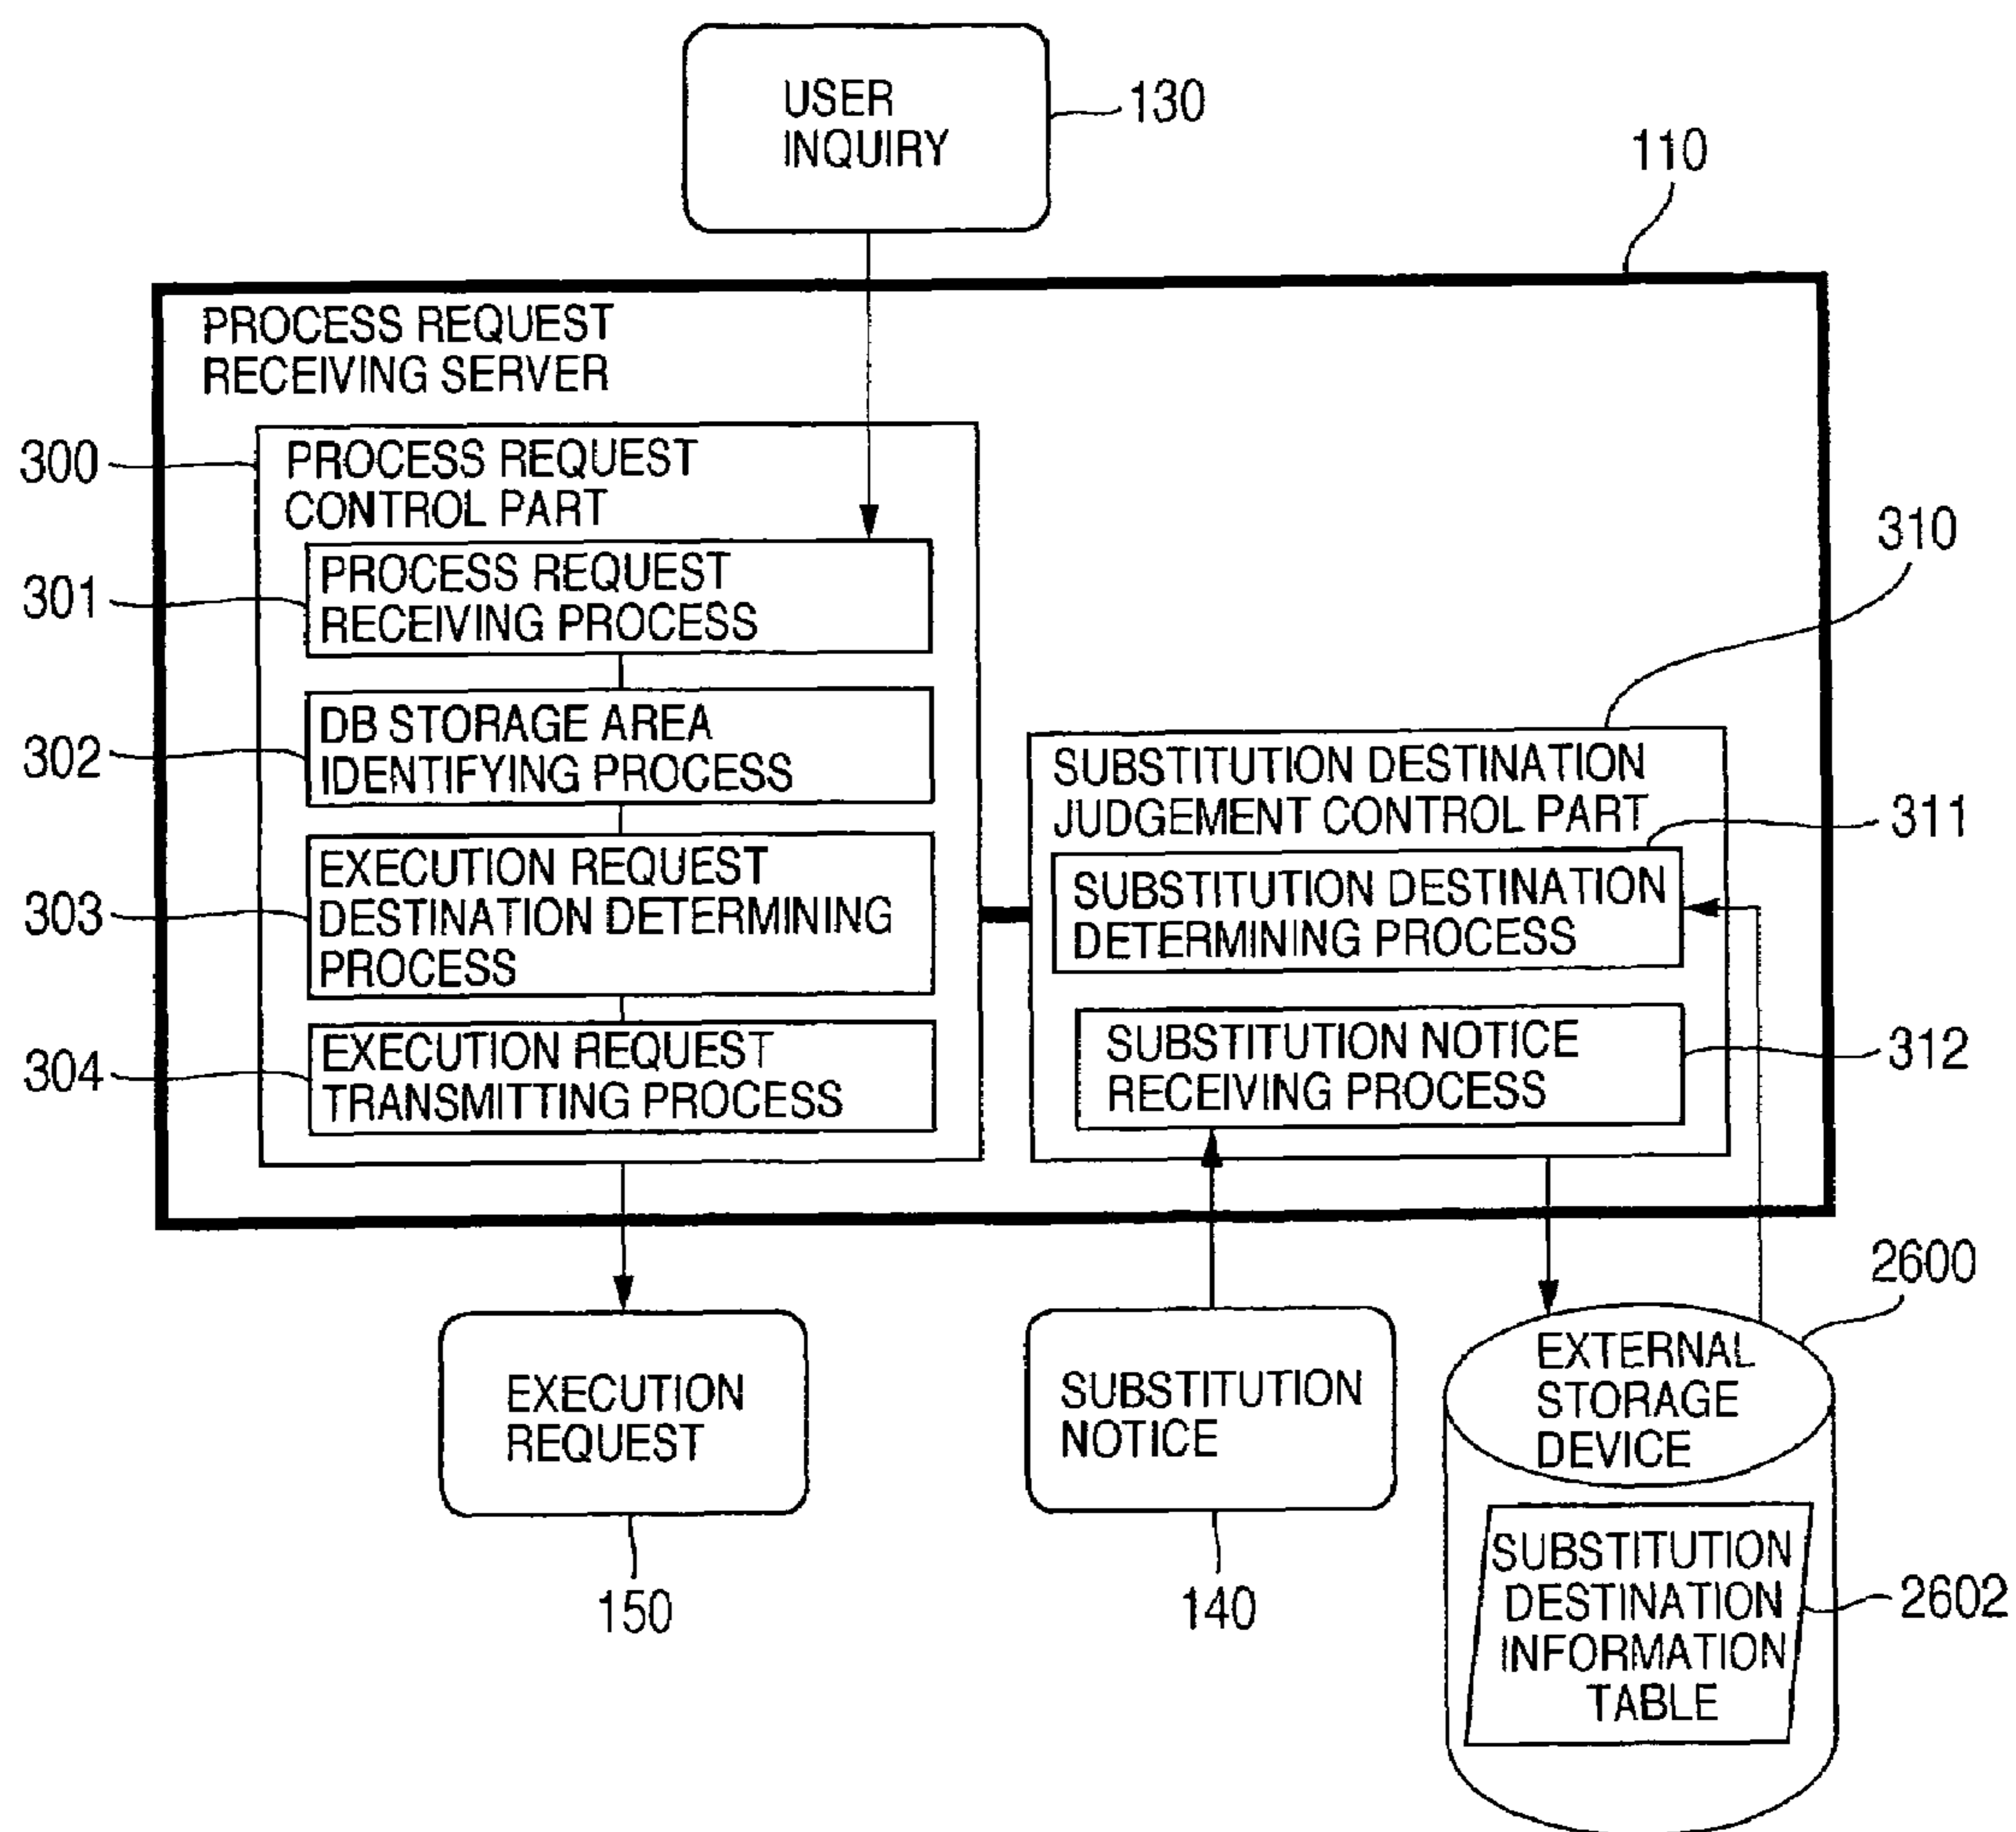 USER
INQUIRY
130
110
PROCESS REQUEST
RECEIVING SERVER
300
PROCESS REQUEST
CONTROL PART
310
301
PROCESS REQUEST
RECEIVING PROCESS
302
DB STORAGE AREA
IDENTIFYING PROCESS
SUBSTITUTION DESTINATION
JUDGEMENT CONTROL PART
311
303
EXECUTION REQUEST
DESTINATION DETERMINING
PROCESS
SUBSTITUTION DESTINATION
DETERMINING PROCESS
304
EXECUTION REQUEST
TRANSMITTING PROCESS
SUBSTITUTION NOTICE
RECEIVING PROCESS
312
2600
EXECUTION
REQUEST
150
SUBSTITUTION
NOTICE
140
EXTERNAL
STORAGE
DEVICE
SUBSTITUTION
DESTINATION
INFORMATION
TABLE
2602